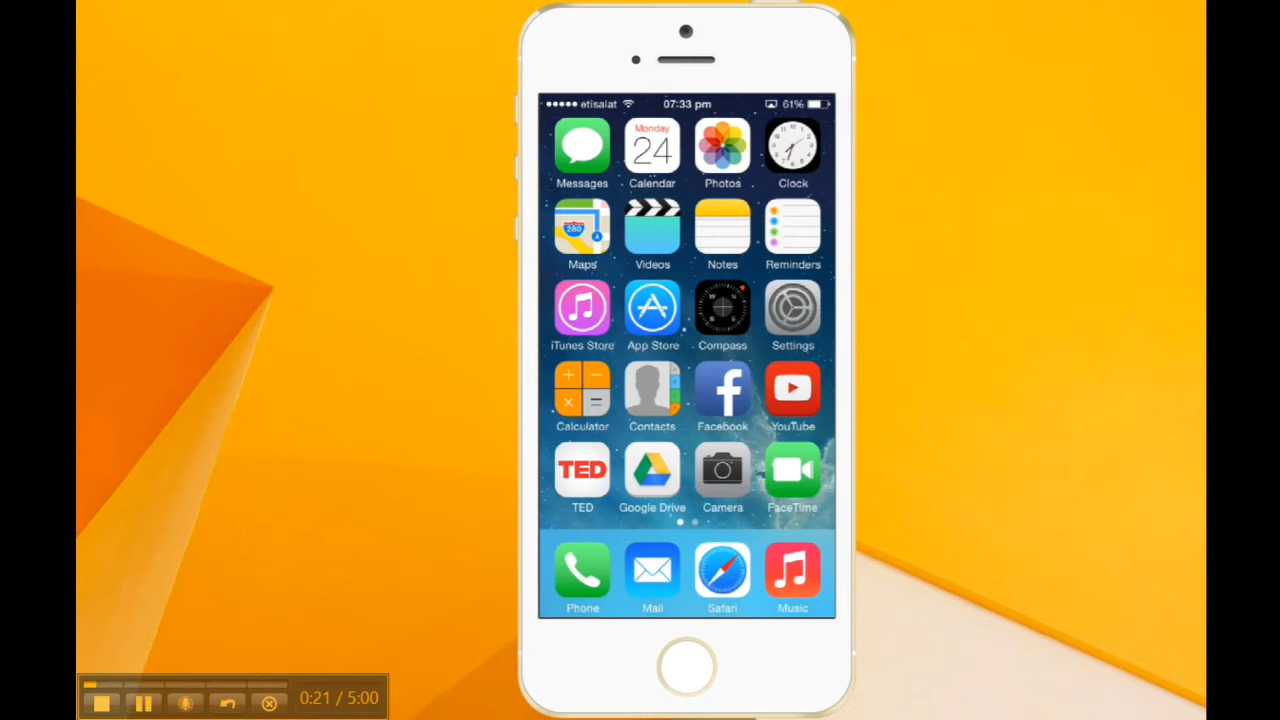 etisalat 07:33 pm 61%
Monday
24
Messages Calendar Photos Clock
280
Maps Videos Notes Reminders
iTunes Store App Store Compass Settings
Calculator Contacts Facebook YouTube
TED
TED Google Drive Camera FaceTime
Phone Mail Safari Music
0:21 / 5:00